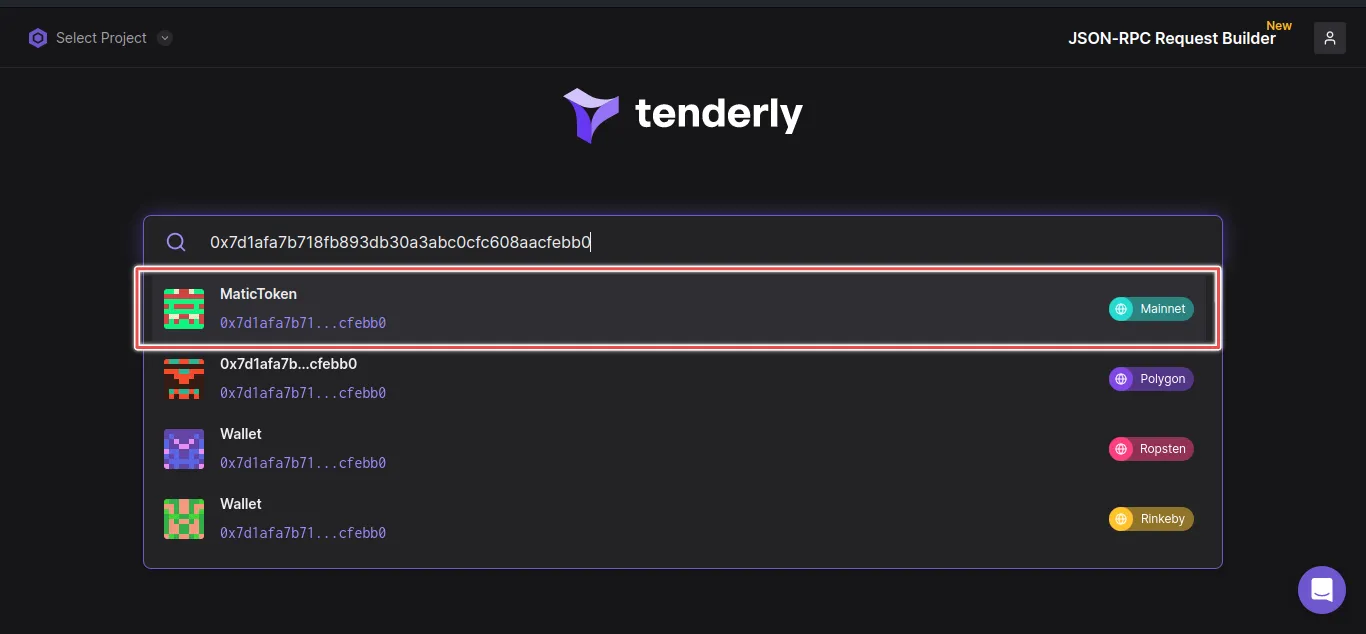 Select Project
JSON-RPC Request Builder New
tenderly
0x7d1afa7b718fb893db30a3abc0cfc608aacfebb0
MaticToken
0x7d1afa7b71...cfebb0
Mainnet
0x7d1afa7b...cfebb0
0x7d1afa7b71...cfebb0
Polygon
Wallet
0x7d1afa7b71...cfebb0
Ropsten
Wallet
0x7d1afa7b71...cfebb0
Rinkeby